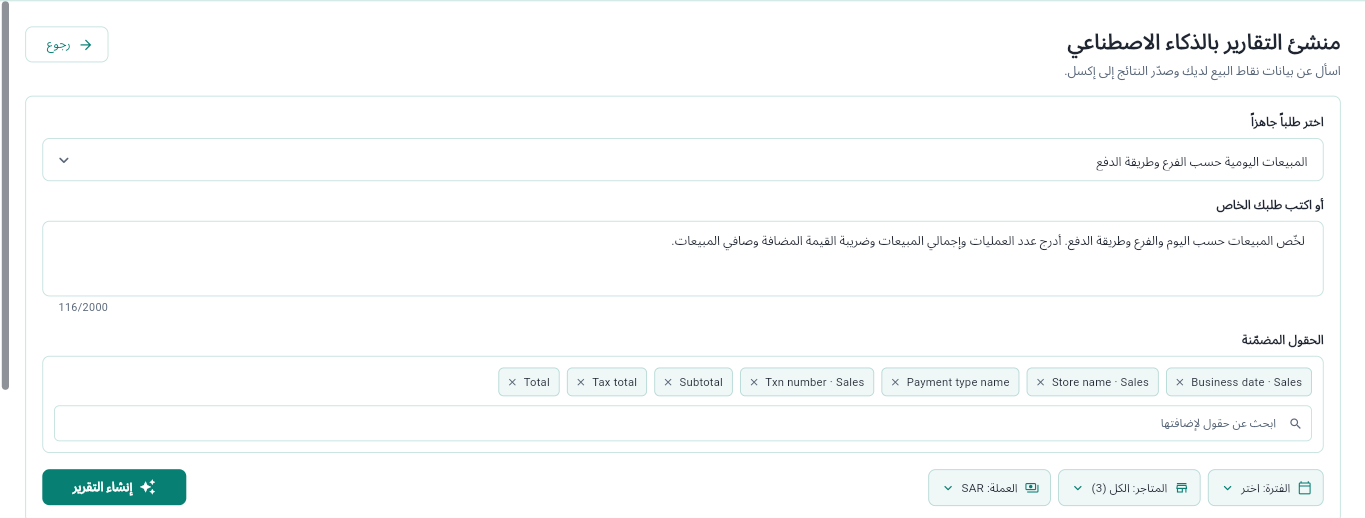 منشئ التقارير بالذكاء الاصطناعي
رجوع
اسأل عن بيانات نقاط البيع لديك وصدّر النتائج إلى إكسل.
اختر طلباً جاهزاً
المبيعات اليومية حسب الفرع وطريقة الدفع
أو اكتب طلبك الخاص
لخّص المبيعات حسب اليوم والفرع وطريقة الدفع. أدرج عدد العمليات وإجمالي المبيعات وضريبة القيمة المضافة وصافي المبيعات.
116/2000
الحقول المضمّنة
Business date · Sales × Store name · Sales × Payment type name × Txn number · Sales × Subtotal × Tax total × Total ×
ابحث عن حقول لإضافتها
الفترة: اختر المتاجر: الكل (3) العملة: SAR إنشاء التقرير